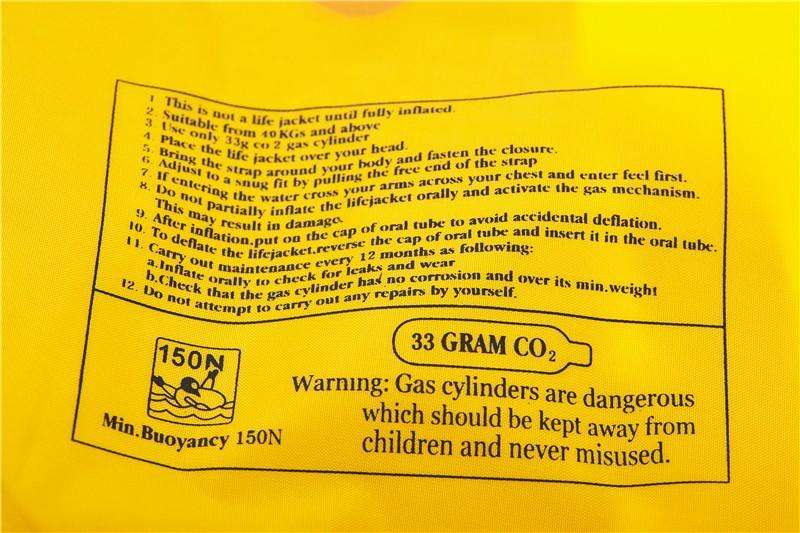 1 This is not a life jacket until fully inflated.
2. Suitable from 40KGs and above
3. Use only 33g co 2 gas cylinder
4. Place the life jacket over your head.
5. Bring the strap around your body and fasten the closure.
6. Adjust to a snug fit by pulling the free end of the strap
7. If entering the water cross your arms across your chest and enter feel first.
8. Do not partially inflate the lifejacket orally and activate the gas mechanism.
This may result in damage.
9. After inflation.put on the cap of oral tube to avoid accidental deflation.
10. To deflate the lifejacket.reverse the cap of oral tube and insert it in the oral tube.
11. Carry out maintenance every 12 months as following:
a.Inflate orally to check for leaks and wear
b.Check that the gas cylinder has no corrosion and over its min.weight
12. Do not attempt to carry out any repairs by yourself.
150N
Min.Buoyancy 150N
33 GRAM CO₂
Warning: Gas cylinders are dangerous
which should be kept away from
children and never misused.